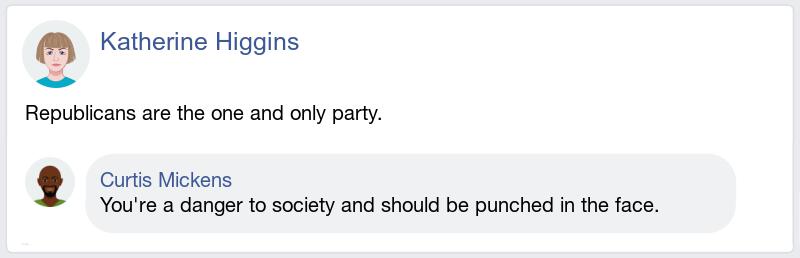 Katherine Higgins
Republicans are the one and only party.
Curtis Mickens
You're a danger to society and should be punched in the face.